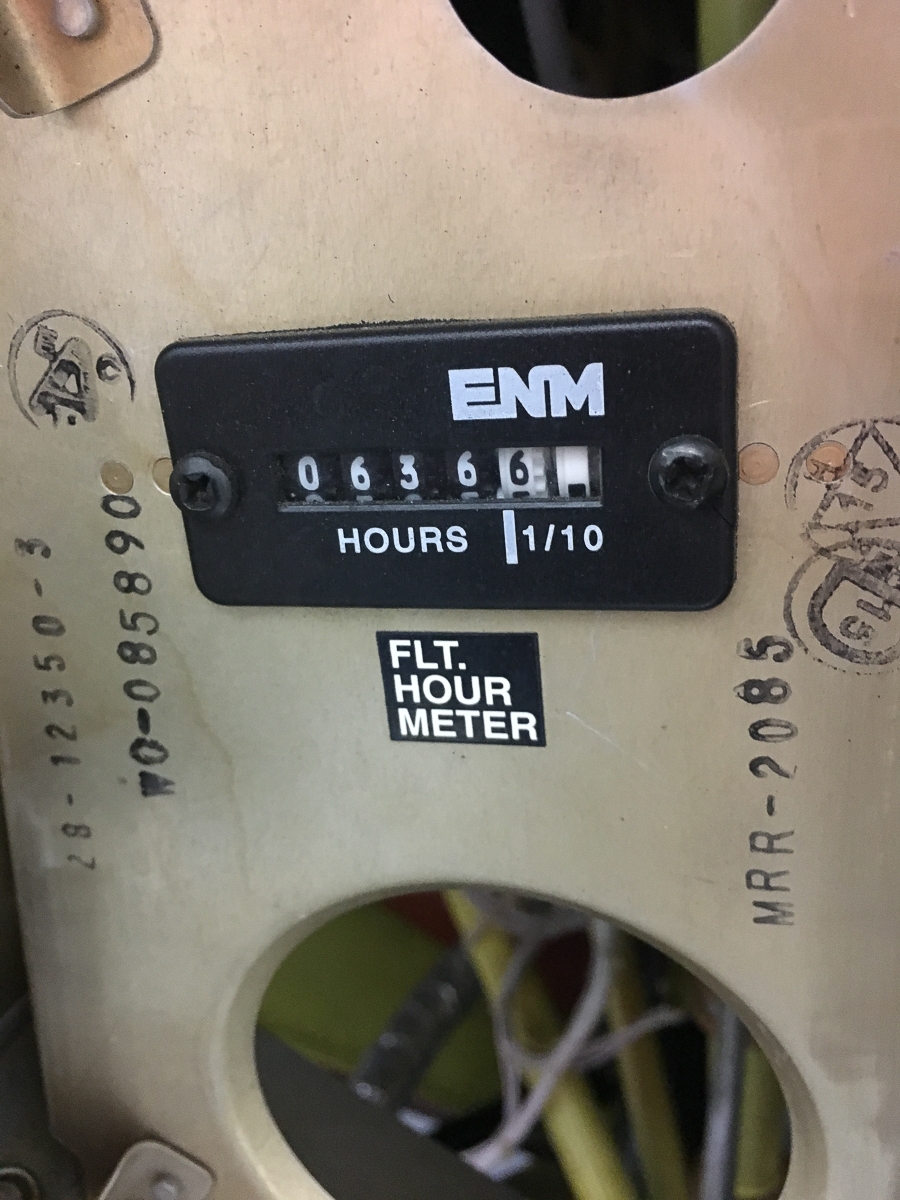 ENM
0 6 3 6 6 6
HOURS 1/10
FLT.
HOUR
METER
28-12350-3
WO-085890
MRR-2085